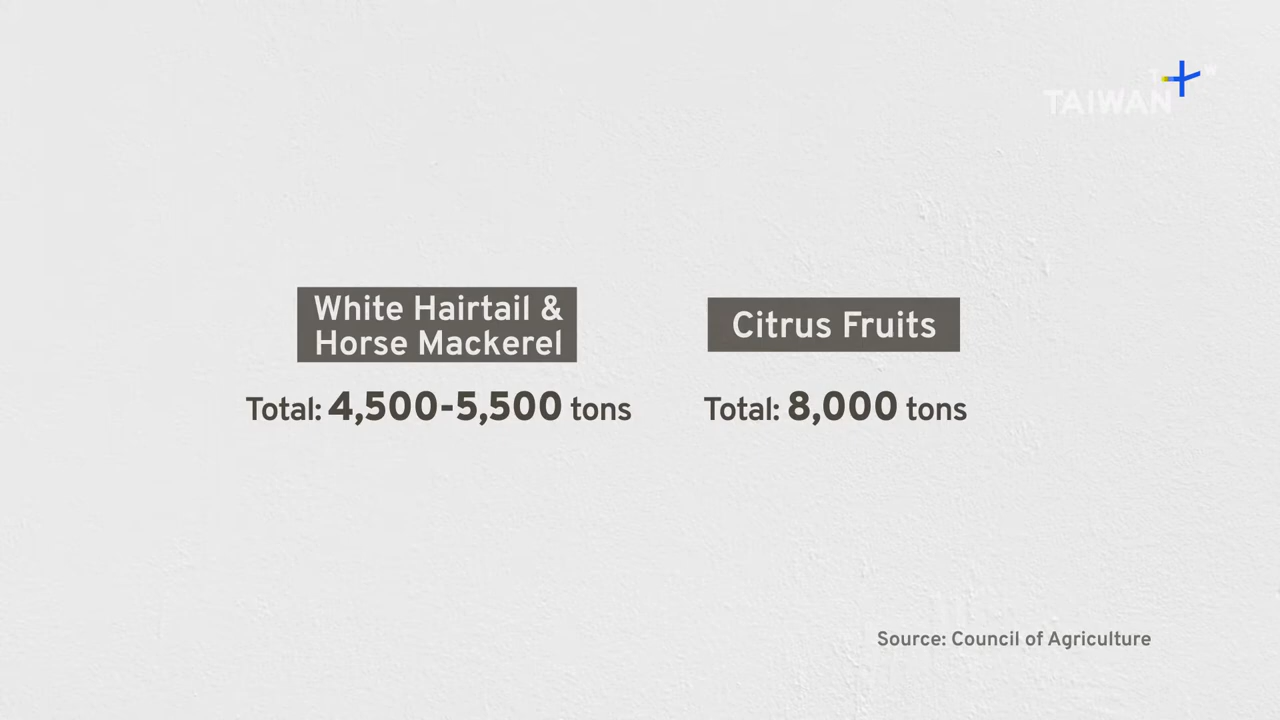 TAIWAN
White Hairtail &
Horse Mackerel
Citrus Fruits
Total: 4,500-5,500 tons
Total: 8,000 tons
Source: Council of Agriculture